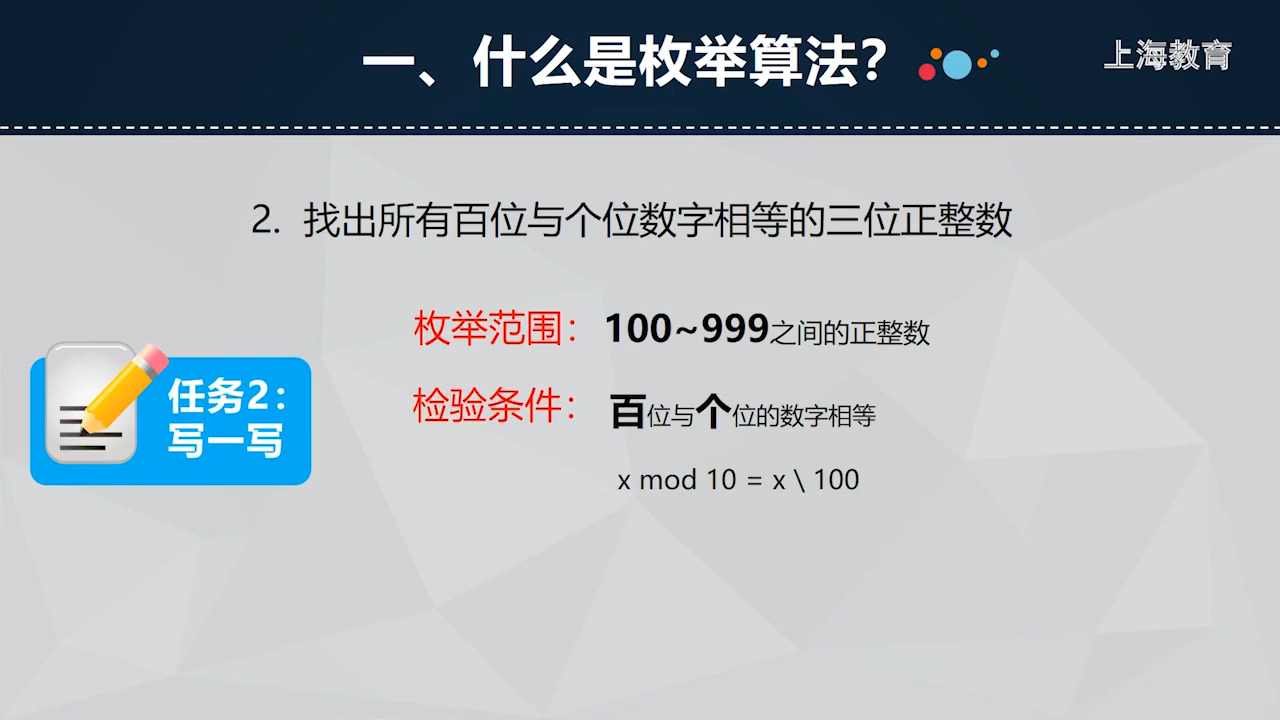 一、什么是枚举算法？
上海教育
2. 找出所有百位与个位数字相等的三位正整数
枚举范围： 100~999之间的正整数
检验条件： 百位与个位的数字相等
任务2：
写一写
x mod 10 = x \ 100